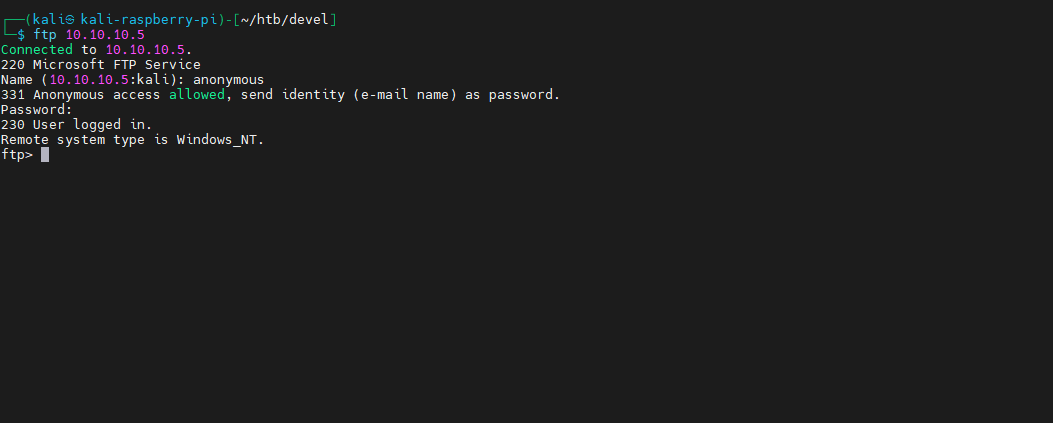 ┌──(kali㉿kali-raspberry-pi)-[~/htb/devel]
└─$ ftp 10.10.10.5
Connected to 10.10.10.5.
220 Microsoft FTP Service
Name (10.10.10.5:kali): anonymous
331 Anonymous access allowed, send identity (e-mail name) as password.
Password:
230 User logged in.
Remote system type is Windows_NT.
ftp>